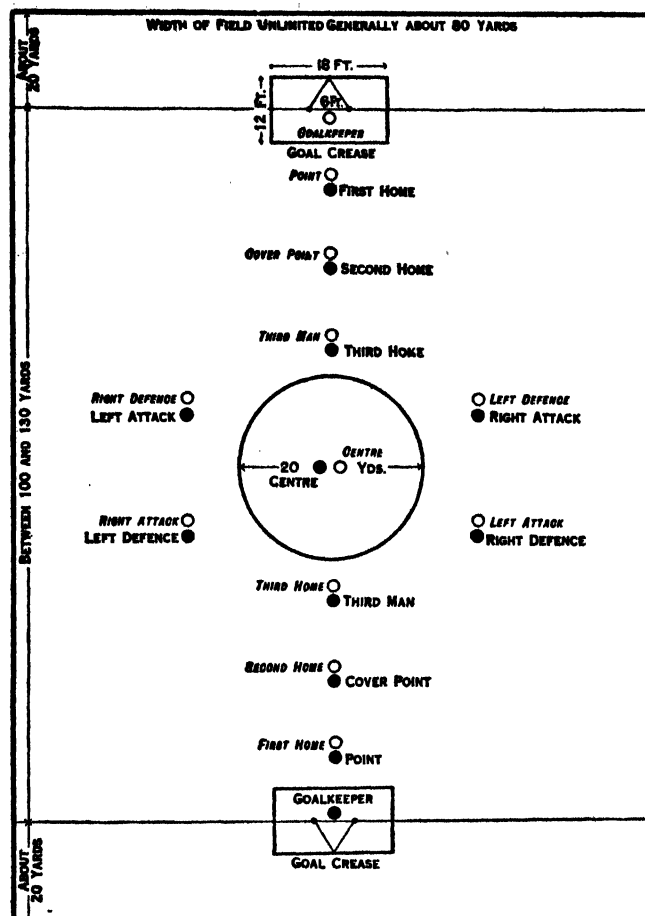 WIDTH OF FIELD UNLIMITED GENERALLY ABOUT 80 YARDS
ABOUT
20 YARDS
18 FT.
12 FT.
6 FT.
GOALKEEPER
GOAL CREASE
POINT
FIRST HOME
COVER POINT
SECOND HOME
THIRD MAN
THIRD HOME
RIGHT DEFENCE
LEFT ATTACK
LEFT DEFENCE
RIGHT ATTACK
BETWEEN 100 AND 130 YARDS
CENTRE
20 YDS.
CENTRE
RIGHT ATTACK
LEFT DEFENCE
LEFT ATTACK
RIGHT DEFENCE
THIRD HOME
THIRD MAN
SECOND HOME
COVER POINT
FIRST HOME
POINT
GOALKEEPER
GOAL CREASE
ABOUT
20 YARDS